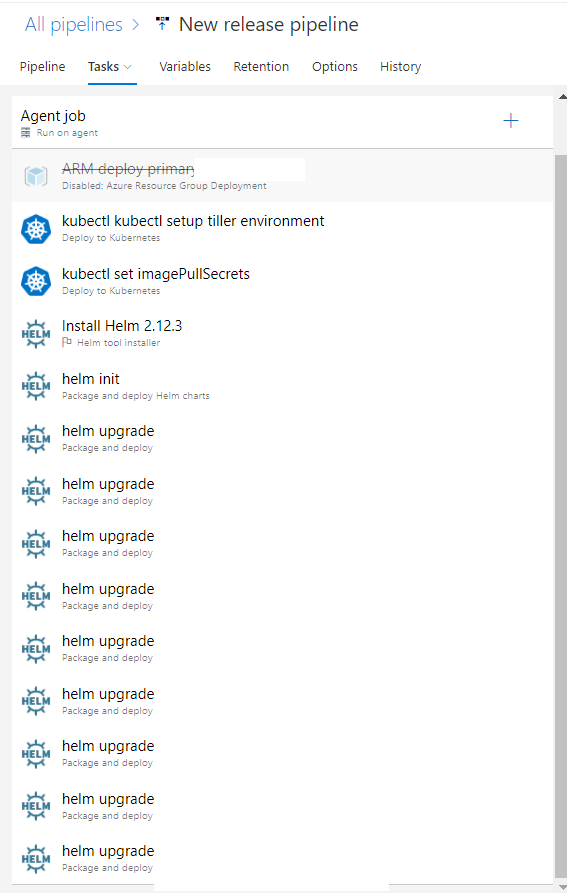 All pipelines > New release pipeline
Pipeline Tasks Variables Retention Options History
Agent job
Run on agent
ARM deploy primary
Disabled: Azure Resource Group Deployment
kubectl kubectl setup tiller environment
Deploy to Kubernetes
kubectl set imagePullSecrets
Deploy to Kubernetes
HELM Install Helm 2.12.3
Helm tool installer
HELM helm init
Package and deploy Helm charts
HELM helm upgrade
Package and deploy
HELM helm upgrade
Package and deploy
HELM helm upgrade
Package and deploy
HELM helm upgrade
Package and deploy
HELM helm upgrade
Package and deploy
HELM helm upgrade
Package and deploy
HELM helm upgrade
Package and deploy
HELM helm upgrade
Package and deploy
HELM helm upgrade
Package and deploy